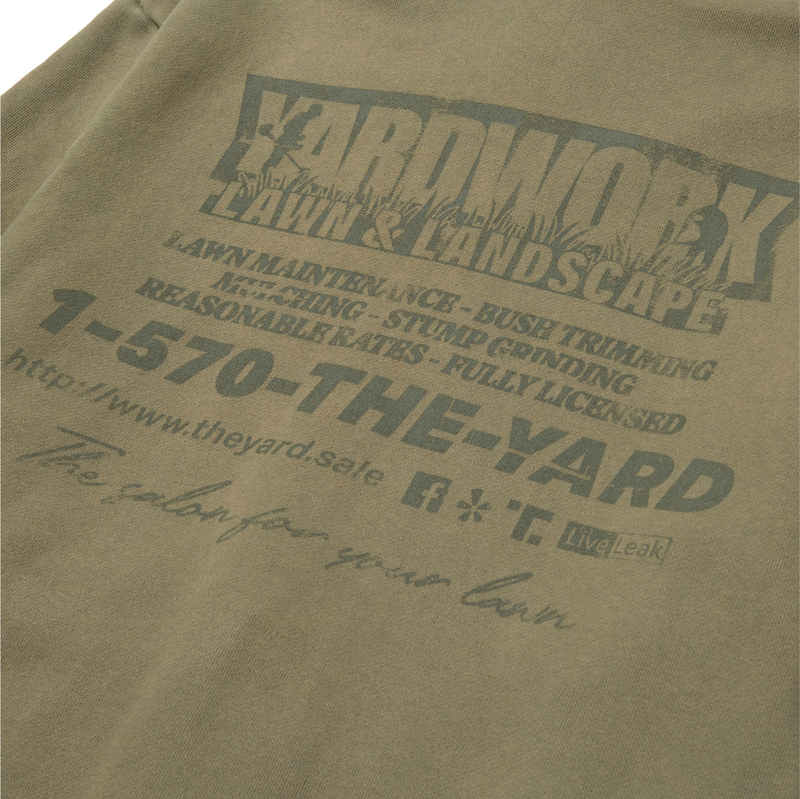 YARDWORX
LAWN & LANDSCAPE
LAWN MAINTENANCE - BUSH TRIMMING
MULCHING - STUMP GRINDING
REASONABLE RATES - FULLY LICENSED
1-570-THE-YARD
http://www.theyard.sale
f * T. LiveLeak
The salon for your lawn